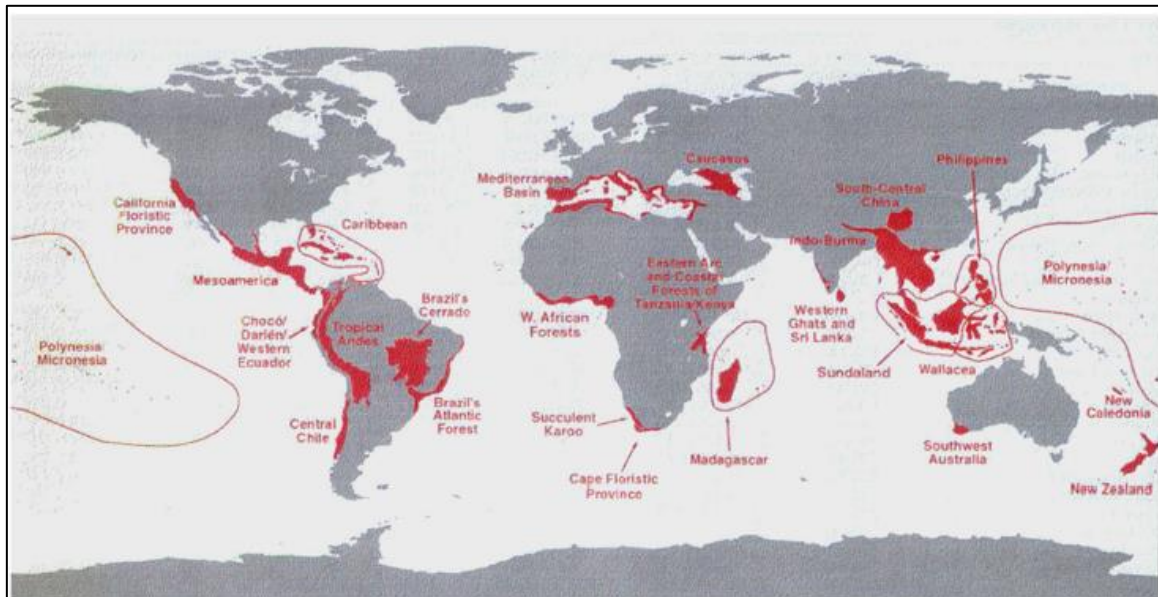 Philippines
Caucasus
Mediterranean
Basin
South-Central
China
California
Floristic
Province
Caribbean
Indo-Burma
Eastern Arc
and Coastal
Forests of
Tanzania/Kenya
Polynesia/
Micronesia
Mesoamerica
Brazil's
Cerrado
W. African
Forests
Western
Ghats and
Sri Lanka
Chocó/
Darién/
Western
Ecuador
Tropical
Andes
Polynesia/
Micronesia
Sundaland
Wallacea
New
Caledonia
Brazil's
Atlantic
Forest
Central
Chile
Succulent
Karoo
Madagascar
Southwest
Australia
Cape Floristic
Province
New Zealand